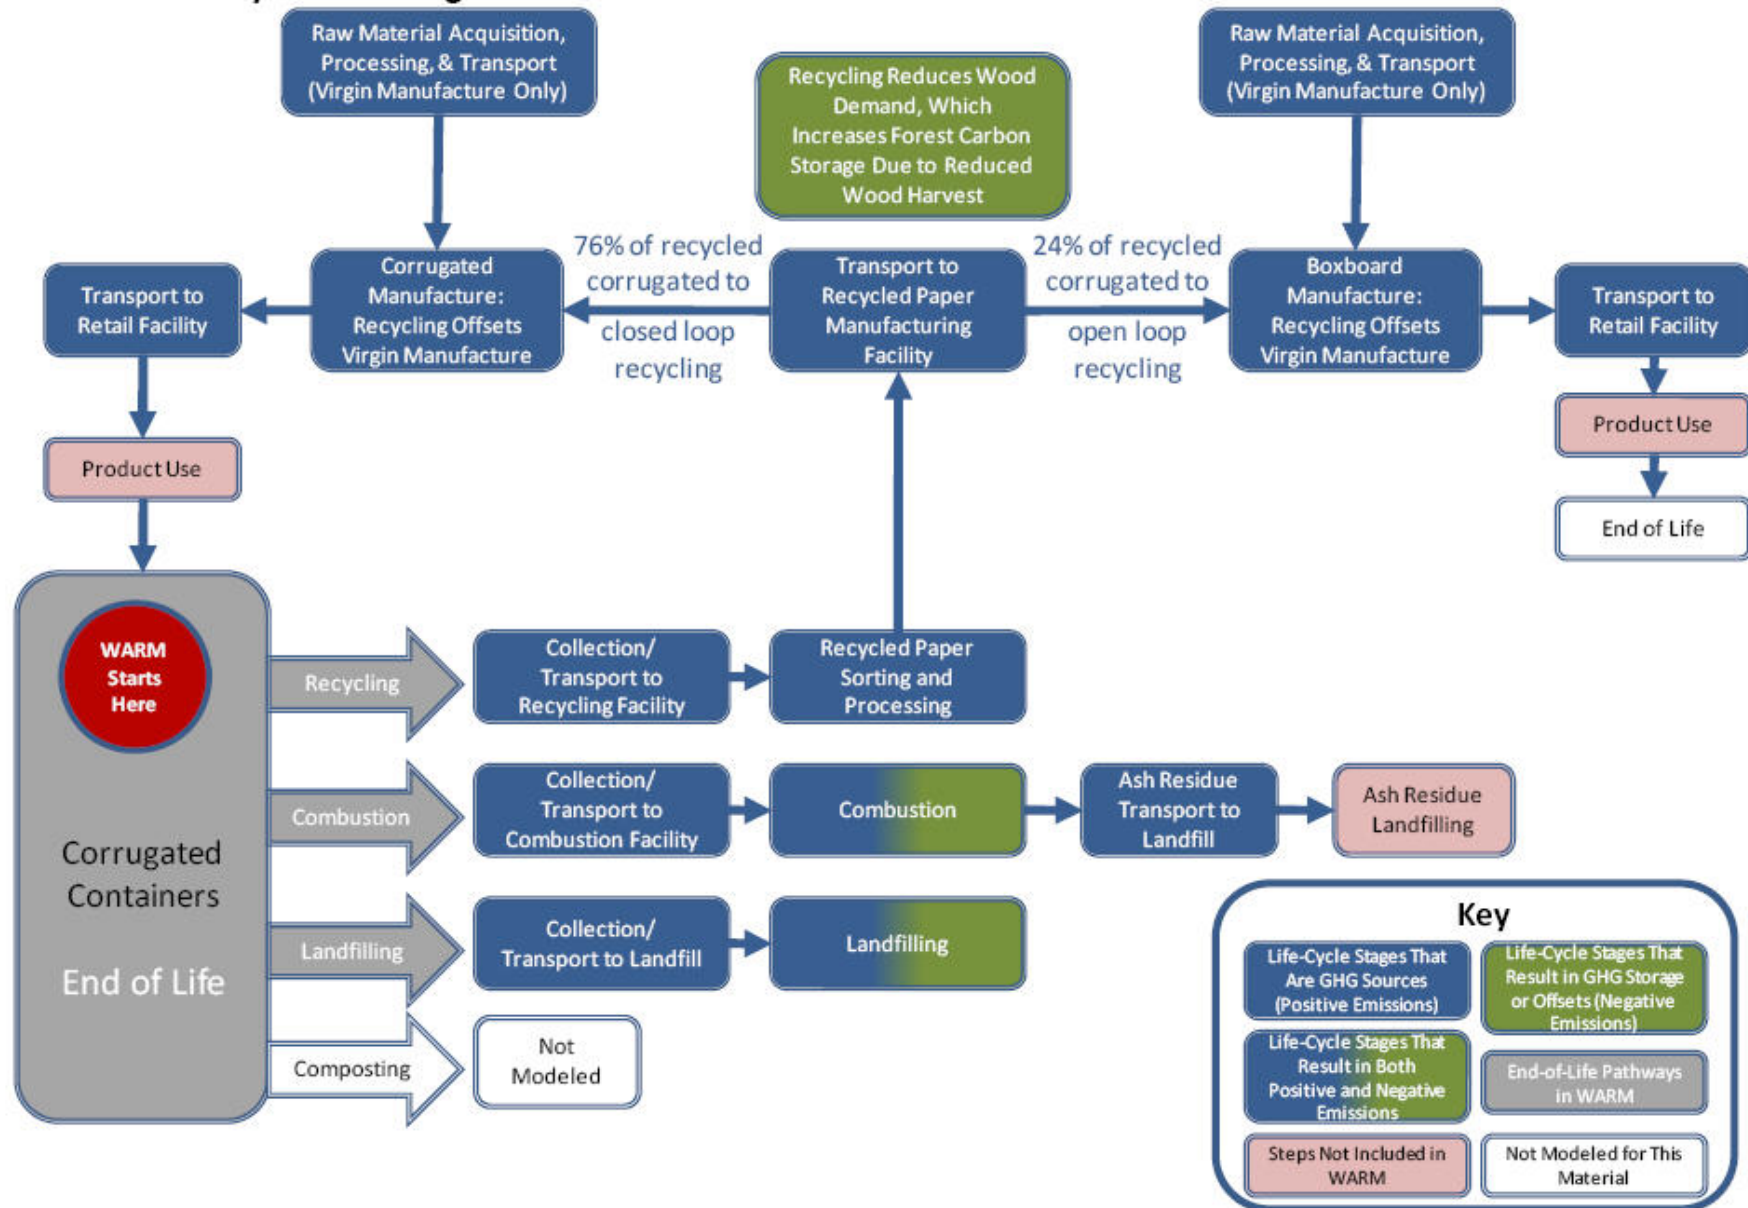 Raw Material Acquisition,
Processing, & Transport
(Virgin Manufacture Only)
Recycling Reduces Wood
Demand, Which
Increases Forest Carbon
Storage Due to Reduced
Wood Harvest
Raw Material Acquisition,
Processing, & Transport
(Virgin Manufacture Only)
Transport to
Retail Facility
Corrugated
Manufacture:
Recycling Offsets
Virgin Manufacture
76% of recycled
corrugated to
closed loop
recycling
Transport to
Recycled Paper
Manufacturing
Facility
24% of recycled
corrugated to
open loop
recycling
Boxboard
Manufacture:
Recycling Offsets
Virgin Manufacture
Transport to
Retail Facility
Product Use
Product Use
End of Life
WARM
Starts
Here
Corrugated
Containers
End of Life
Recycling
Collection/
Transport to
Recycling Facility
Recycled Paper
Sorting and
Processing
Combustion
Collection/
Transport to
Combustion Facility
Combustion
Ash Residue
Transport to
Landfill
Ash Residue
Landfilling
Landfilling
Collection/
Transport to Landfill
Landfilling
Composting
Not
Modeled
Key
Life-Cycle Stages That
Are GHG Sources
(Positive Emissions)
Life-Cycle Stages That
Result in GHG Storage
or Offsets (Negative
Emissions)
Life-Cycle Stages That
Result in Both
Positive and Negative
Emissions
End-of-Life Pathways
in WARM
Steps Not Included in
WARM
Not Modeled for This
Material